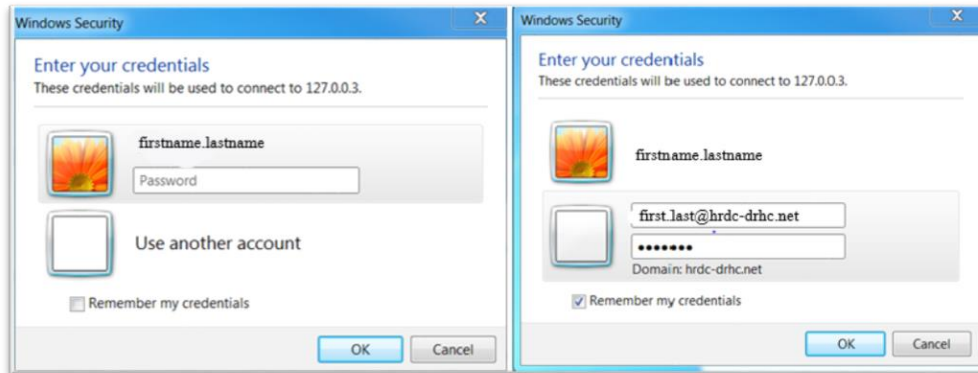 Windows Security
Enter your credentials
These credentials will be used to connect to 127.0.0.3.
firstname.lastname
Password
Use another account
Remember my credentials
OK
Cancel
Windows Security
Enter your credentials
These credentials will be used to connect to 127.0.0.3.
firstname.lastname
first.last@hrdc-drhc.net
•••••••
Domain: hrdc-drhc.net
Remember my credentials
OK
Cancel